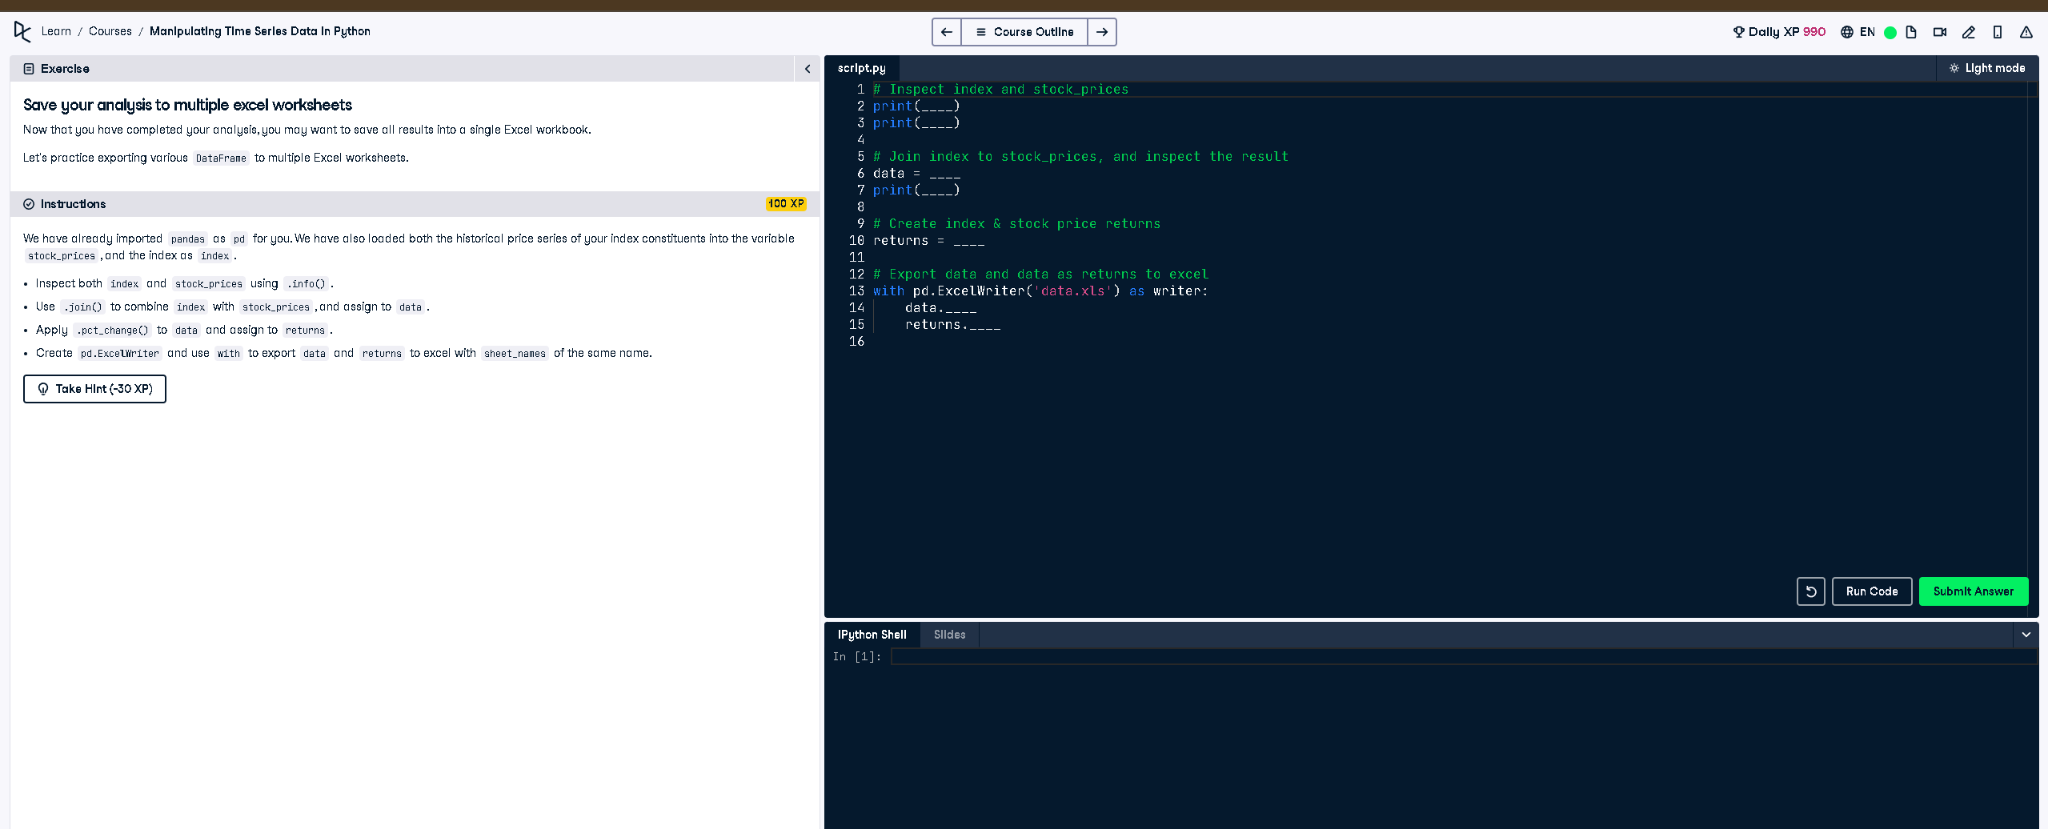 Learn / Courses / Manipulating Time Series Data in Python
Course Outline
Daily XP 990
EN
Exercise
Save your analysis to multiple excel worksheets
Now that you have completed your analysis, you may want to save all results into a single Excel workbook.
Let's practice exporting various DataFrame to multiple Excel worksheets.
Instructions
100 XP
We have already imported pandas as pd for you. We have also loaded both the historical price series of your index constituents into the variable
stock_prices , and the index as index .
• Inspect both index and stock_prices using .info() .
• Use .join() to combine index with stock_prices , and assign to data .
• Apply .pct_change() to data and assign to returns .
• Create pd.ExcelWriter and use with to export data and returns to excel with sheet_names of the same name.
Take Hint (-30 XP)
script.py
Light mode
1 # Inspect index and stock_prices
2 print(____)
3 print(____)
4
5 # Join index to stock_prices, and inspect the result
6 data = ____
7 print(____)
8
9 # Create index & stock price returns
10 returns = ____
11
12 # Export data and data as returns to excel
13 with pd.ExcelWriter('data.xls') as writer:
14     data.____
15     returns.____
16
Run Code
Submit Answer
IPython Shell
Slides
In [1]: